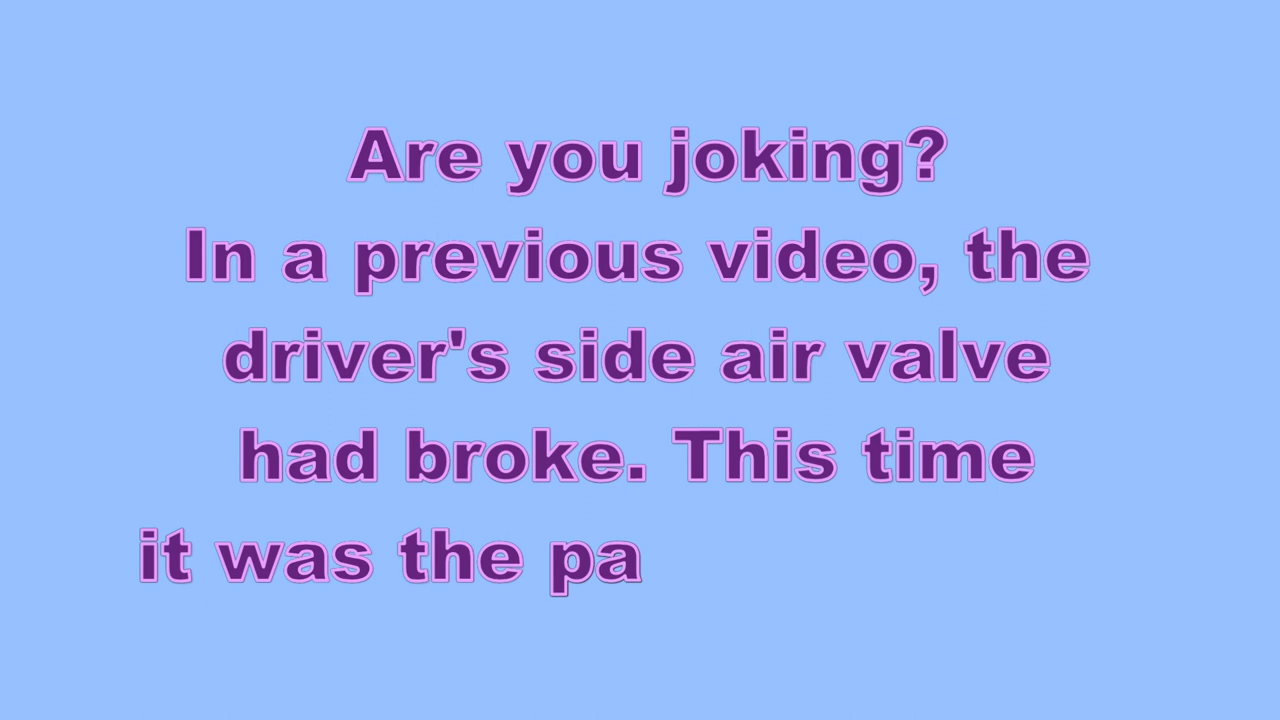 Are you joking?
In a previous video, the
driver's side air valve
had broke. This time
it was the pa